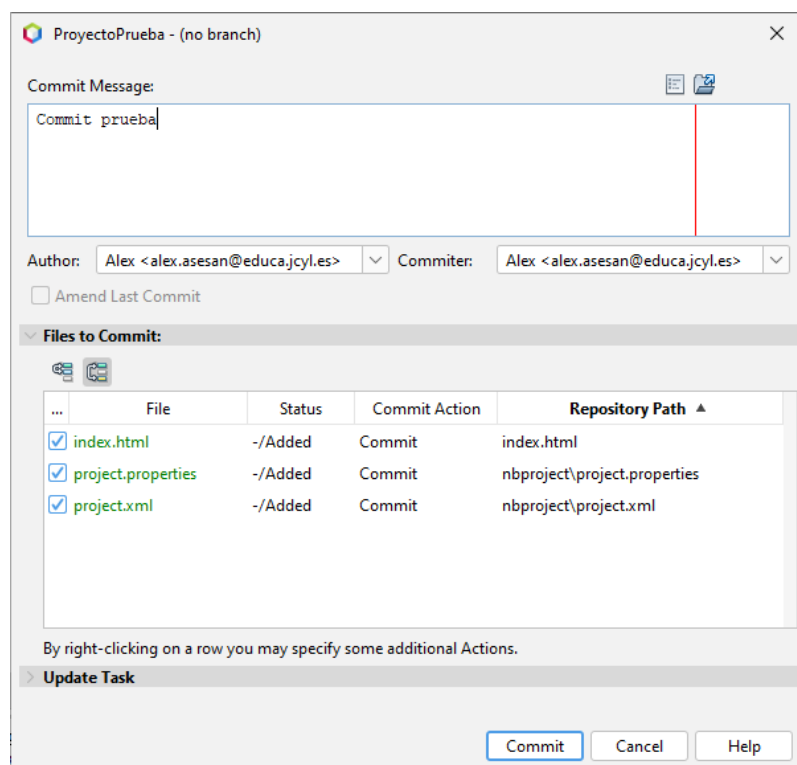 ProyectoPrueba - (no branch)
Commit Message:
Commit prueba
Author: Alex <alex.asesan@educa.jcyl.es> Commiter: Alex <alex.asesan@educa.jcyl.es>
Amend Last Commit
Files to Commit:
... File Status Commit Action Repository Path
index.html -/Added Commit index.html
project.properties -/Added Commit nbproject\project.properties
project.xml -/Added Commit nbproject\project.xml
By right-clicking on a row you may specify some additional Actions.
Update Task
Commit Cancel Help